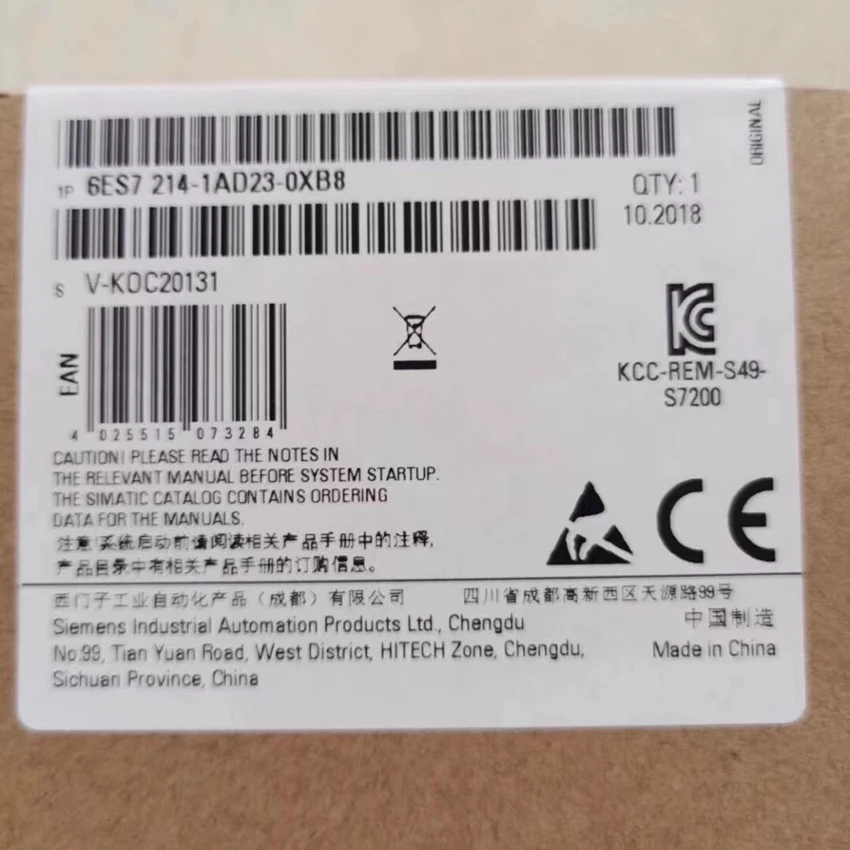 ORIGINAL
1P 6ES7 214-1AD23-0XB8
QTY: 1
10.2018
S V-KOC20131
EAN
4 025515 073284
KCC-REM-S49-
S7200
CAUTION! PLEASE READ THE NOTES IN
THE RELEVANT MANUAL BEFORE SYSTEM STARTUP.
THE SIMATIC CATALOG CONTAINS ORDERING
DATA FOR THE MANUALS.
注意!系统启动前请阅读相关产品手册中的注释,
产品目录中有相关产品手册的订购信息。
CE
西门子工业自动化产品(成都)有限公司
四川省成都高新西区天源路99号
Siemens Industrial Automation Products Ltd., Chengdu
中国制造
No.99, Tian Yuan Road, West District, HITECH Zone, Chengdu,
Made in China
Sichuan Province, China